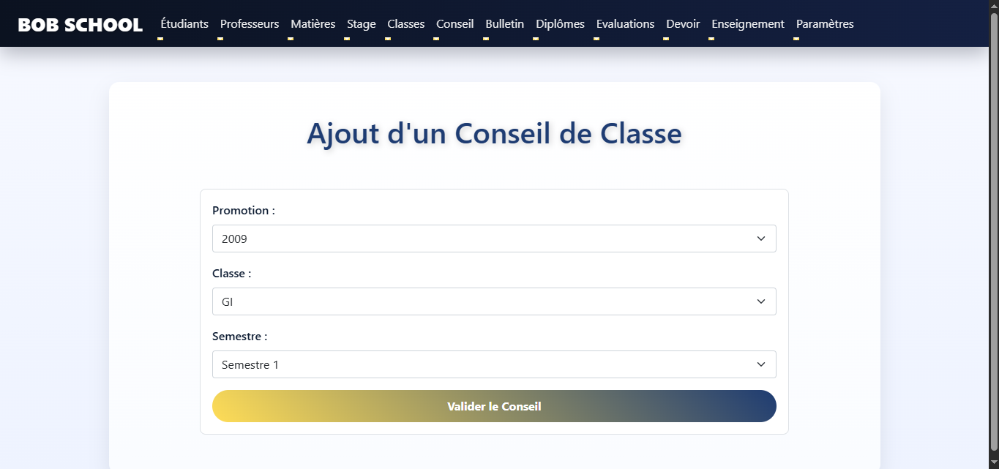 BOB SCHOOL Étudiants Professeurs Matières Stage Classes Conseil Bulletin Diplômes Evaluations Devoir Enseignement Paramètres
Ajout d'un Conseil de Classe
Promotion :
2009
Classe :
GI
Semestre :
Semestre 1
Valider le Conseil